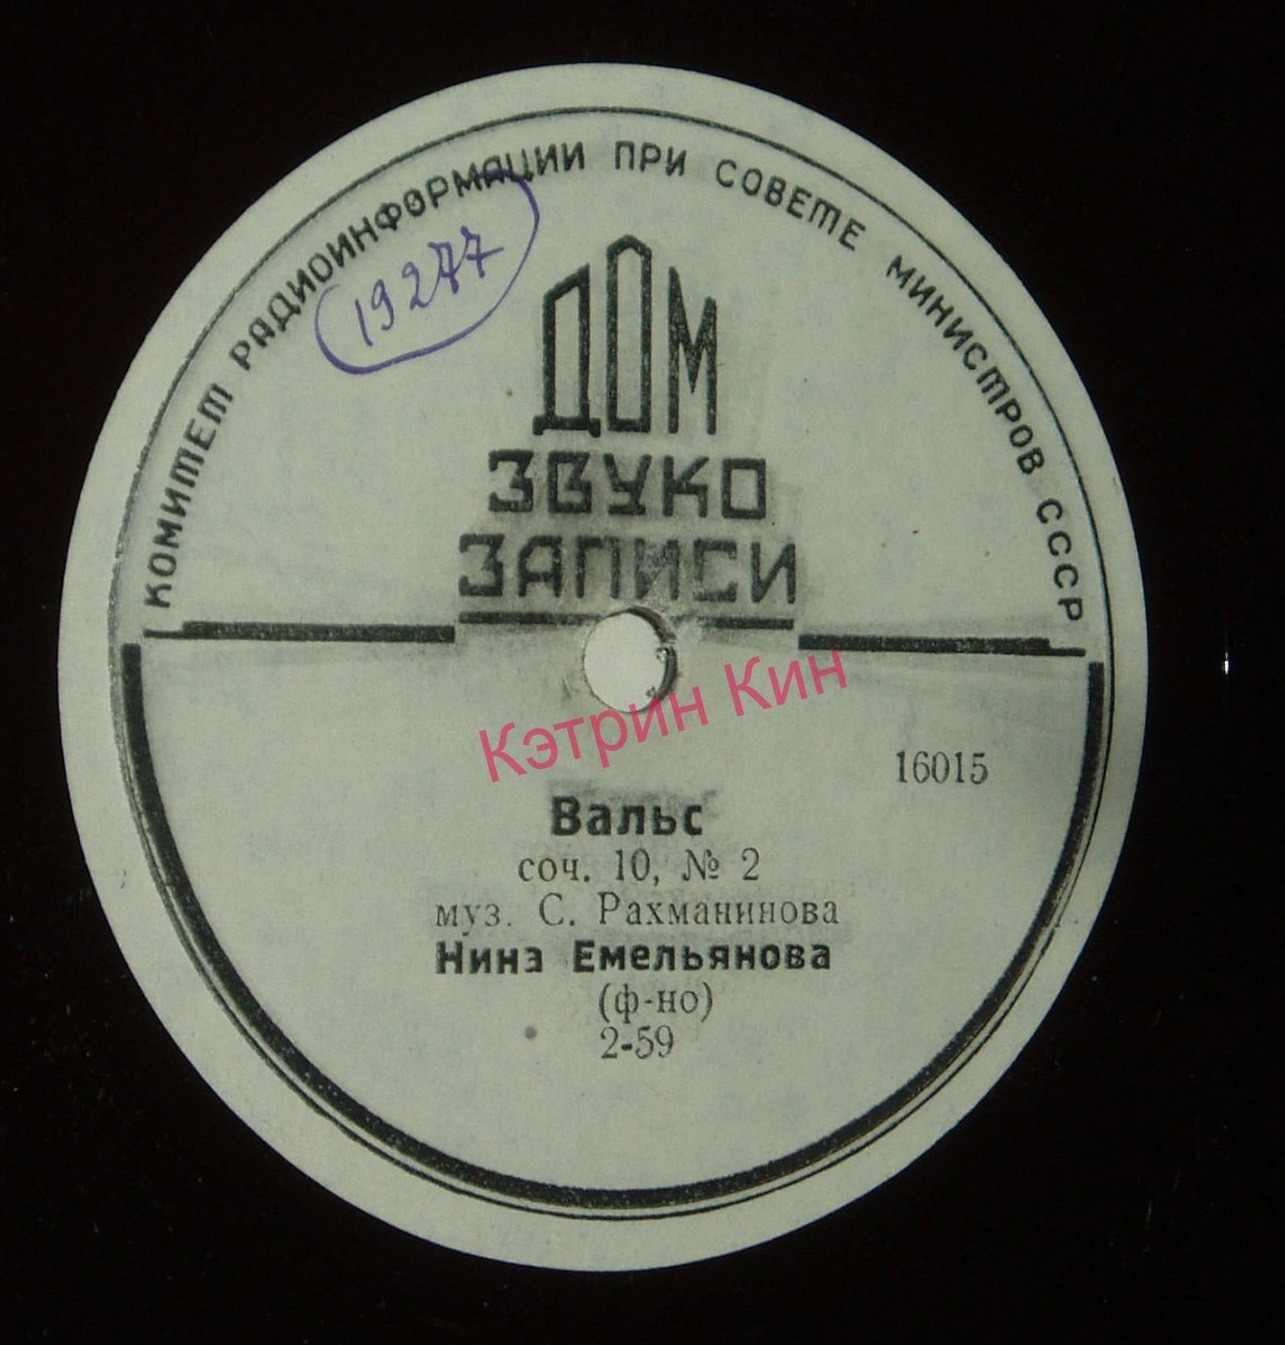 КОМИТЕТ РАДИОИНФОРМАЦИИ ПРИ СОВЕТЕ МИНИСТРОВ СССР
19277
ДОМ
ЗВУКО
ЗАПИСИ
Кэтрин Кин
16015
Вальс
соч. 10, № 2
муз. С. Рахманинова
Нина Емельянова
(ф-но)
2-59